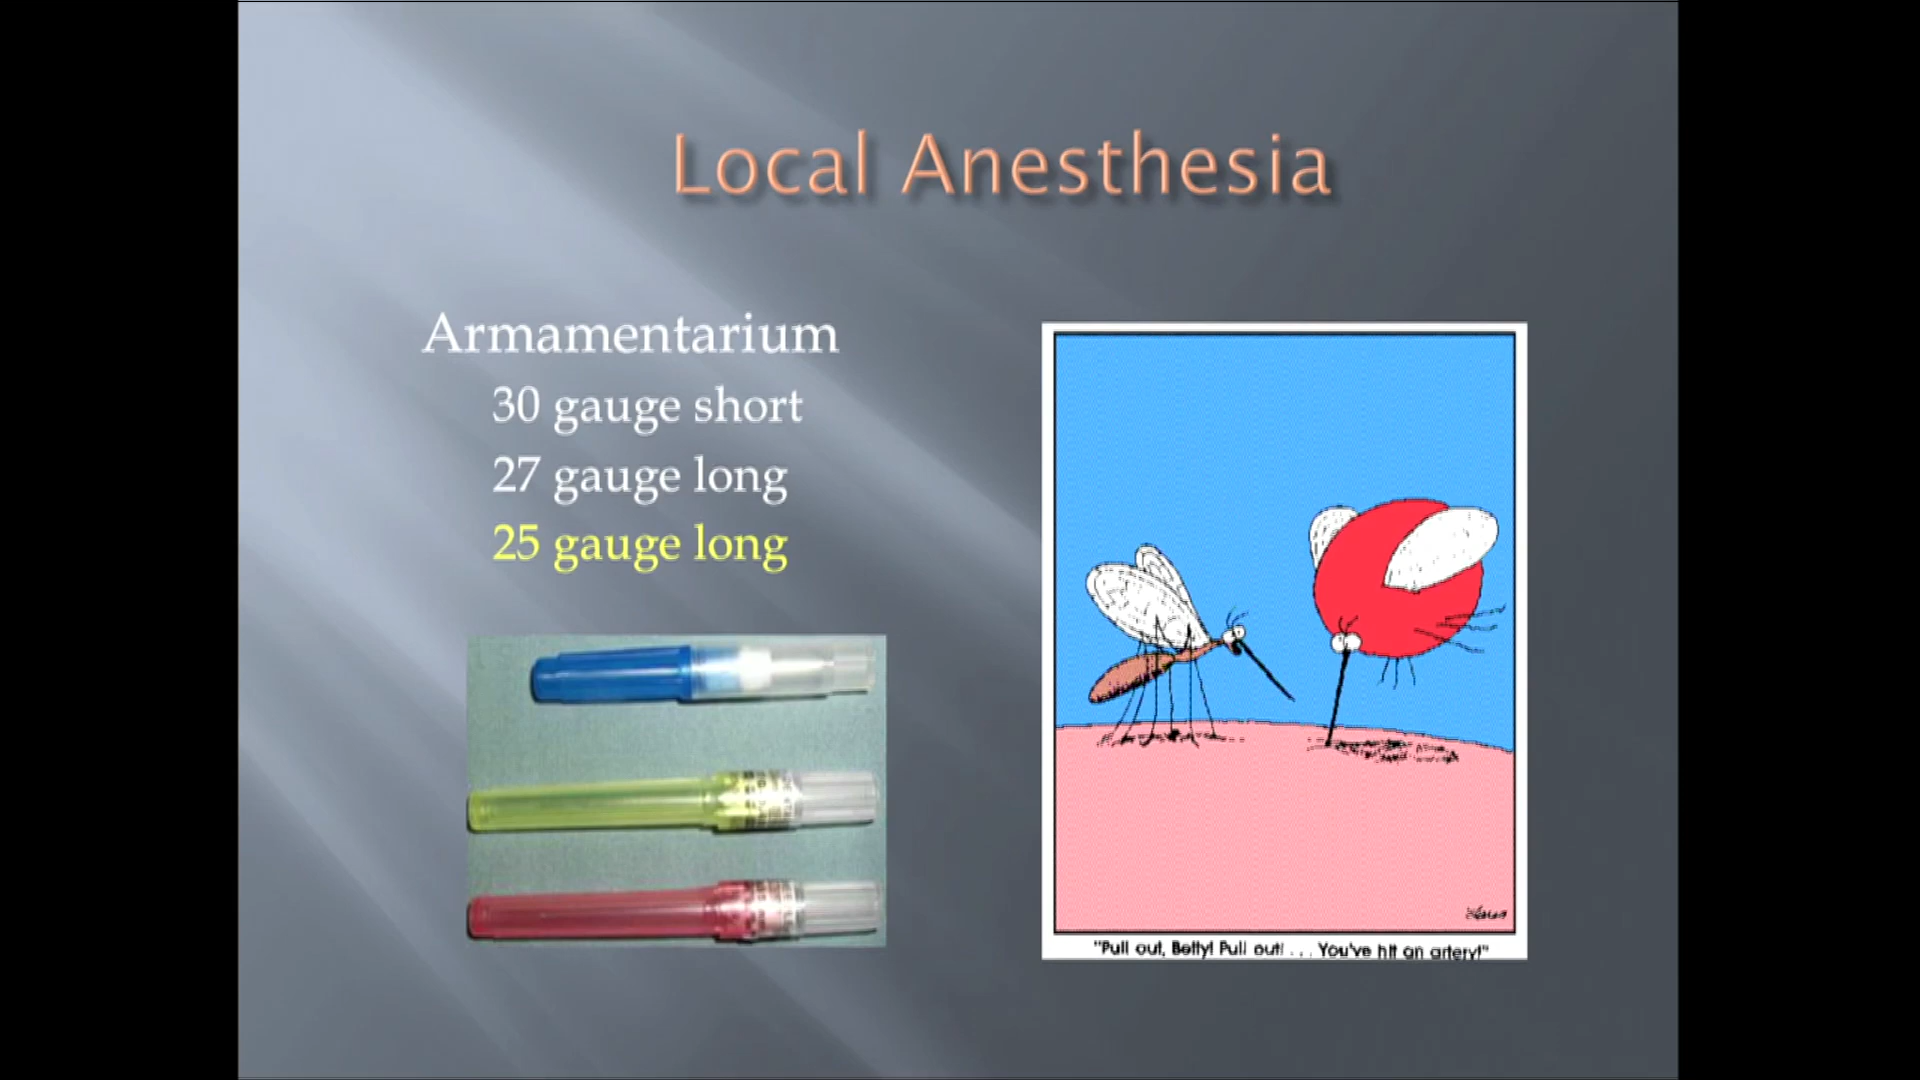 Local Anesthesia
Armamentarium
30 gauge short
27 gauge long
25 gauge long
"Pull out, Betty! Pull out! . . . You've hit an artery!"